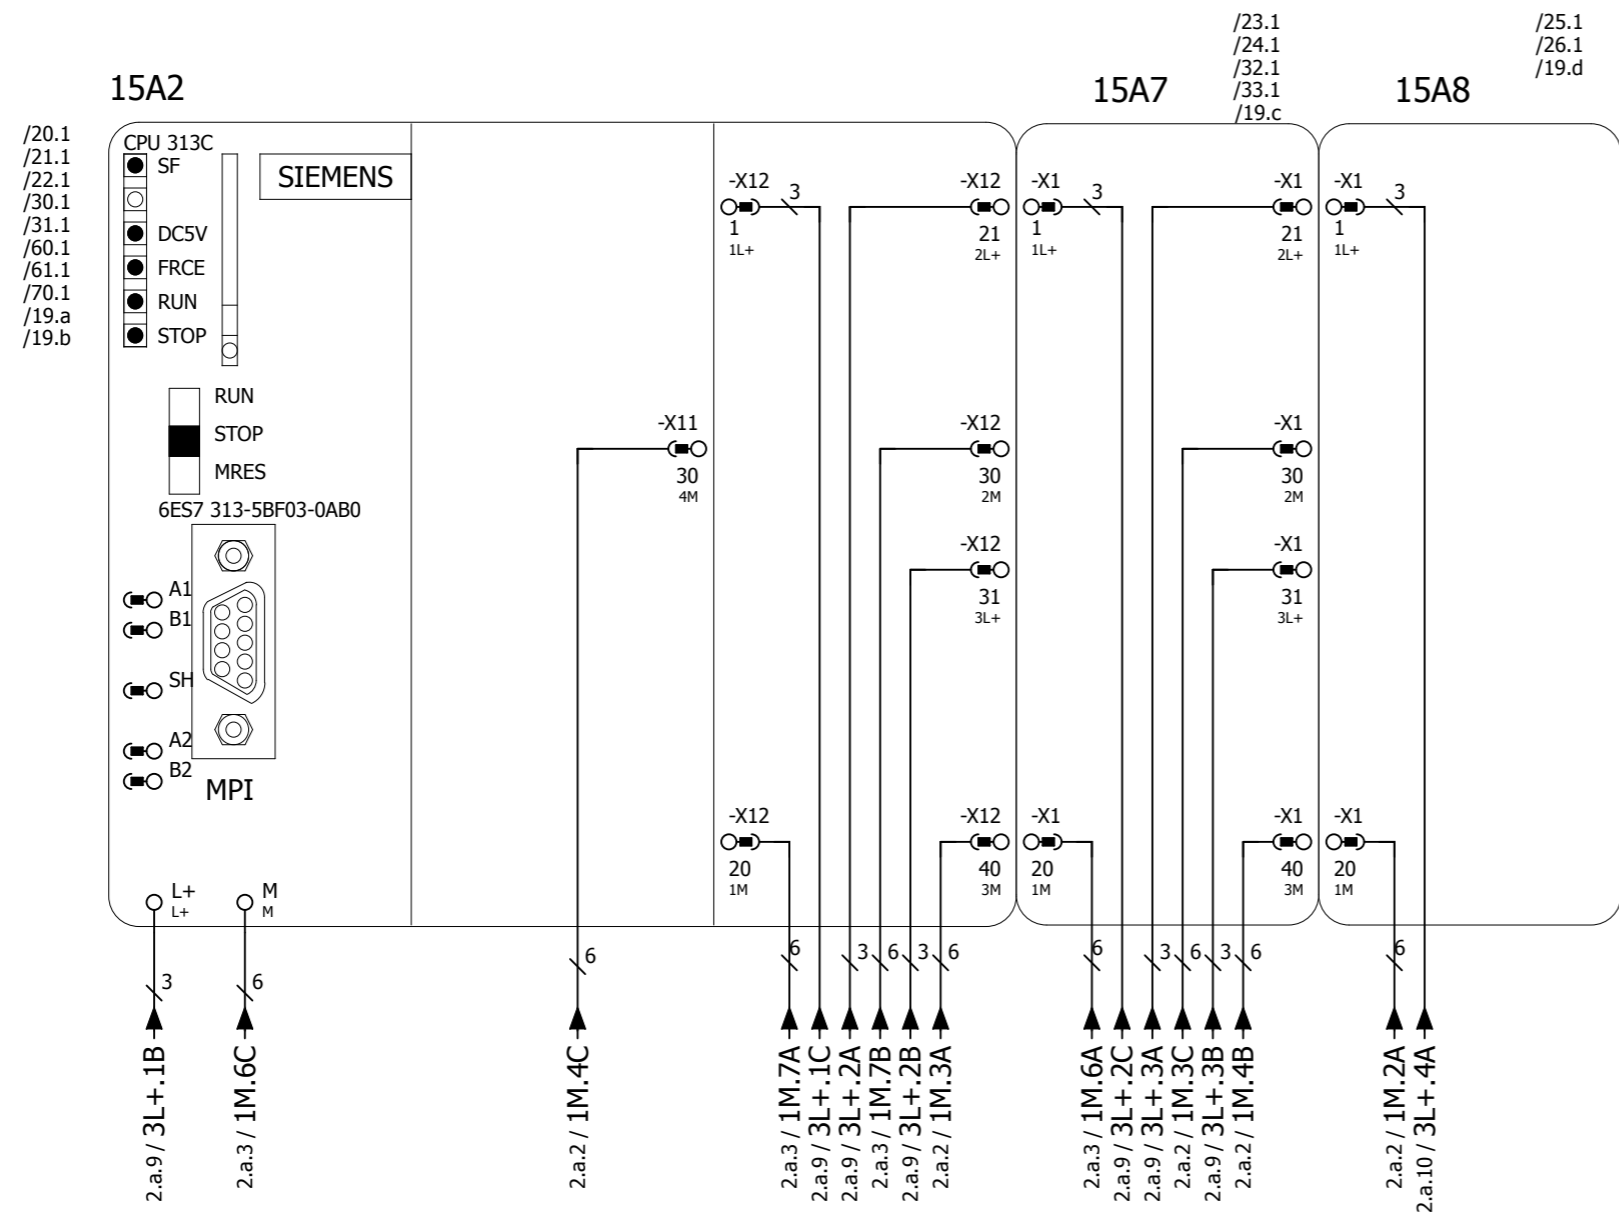 /23.1
/24.1
/32.1
/33.1
/19.c
/25.1
/26.1
/19.d
15A2
15A7
15A8
/20.1
/21.1
/22.1
/30.1
/31.1
/60.1
/61.1
/70.1
/19.a
/19.b
CPU 313C
SF
DC5V
FRCE
RUN
STOP
SIEMENS
RUN
STOP
MRES
6ES7 313-5BF03-0AB0
A1
B1
SH
A2
B2
MPI
L+
L+
M
M
3
6
-X11
30
4M
6
-X12
1
1L+
3
-X12
21
2L+
-X12
30
2M
-X12
31
3L+
-X12
20
1M
-X12
40
3M
6
3
6
3
6
-X1
1
1L+
3
-X1
21
2L+
-X1
30
2M
-X1
31
3L+
-X1
20
1M
-X1
40
3M
6
3
6
3
6
-X1
1
1L+
3
-X1
20
1M
6
2.a.9 / 3L+.1B
2.a.3 / 1M.6C
2.a.2 / 1M.4C
2.a.3 / 1M.7A
2.a.9 / 3L+.1C
2.a.9 / 3L+.2A
2.a.3 / 1M.7B
2.a.9 / 3L+.2B
2.a.2 / 1M.3A
2.a.3 / 1M.6A
2.a.9 / 3L+.2C
2.a.9 / 3L+.3A
2.a.2 / 1M.3C
2.a.9 / 3L+.3B
2.a.2 / 1M.4B
2.a.2 / 1M.2A
2.a.10 / 3L+.4A